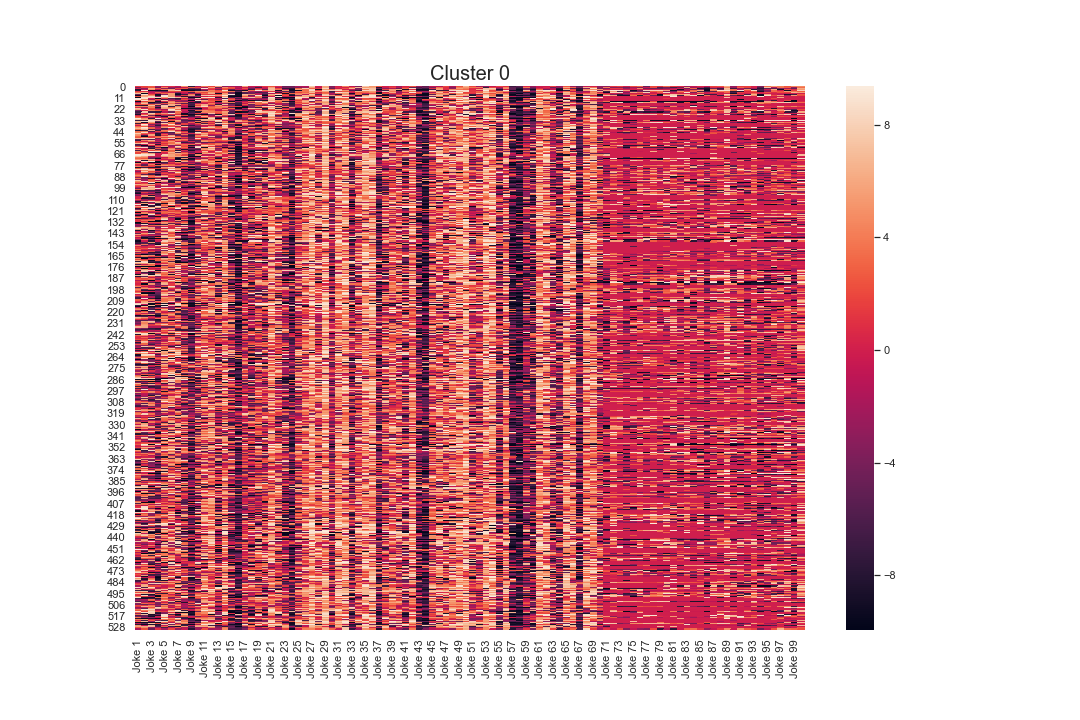 Cluster 0
0
11
22
33
44
55
66
77
88
99
110
121
132
143
154
165
176
187
198
209
220
231
242
253
264
275
286
297
308
319
330
341
352
363
374
385
396
407
418
429
440
451
462
473
484
495
506
517
528
Joke 1
Joke 3
Joke 5
Joke 7
Joke 9
Joke 11
Joke 13
Joke 15
Joke 17
Joke 19
Joke 21
Joke 23
Joke 25
Joke 27
Joke 29
Joke 31
Joke 33
Joke 35
Joke 37
Joke 39
Joke 41
Joke 43
Joke 45
Joke 47
Joke 49
Joke 51
Joke 53
Joke 55
Joke 57
Joke 59
Joke 61
Joke 63
Joke 65
Joke 67
Joke 69
Joke 71
Joke 73
Joke 75
Joke 77
Joke 79
Joke 81
Joke 83
Joke 85
Joke 87
Joke 89
Joke 91
Joke 93
Joke 95
Joke 97
Joke 99
8
4
0
−4
−8